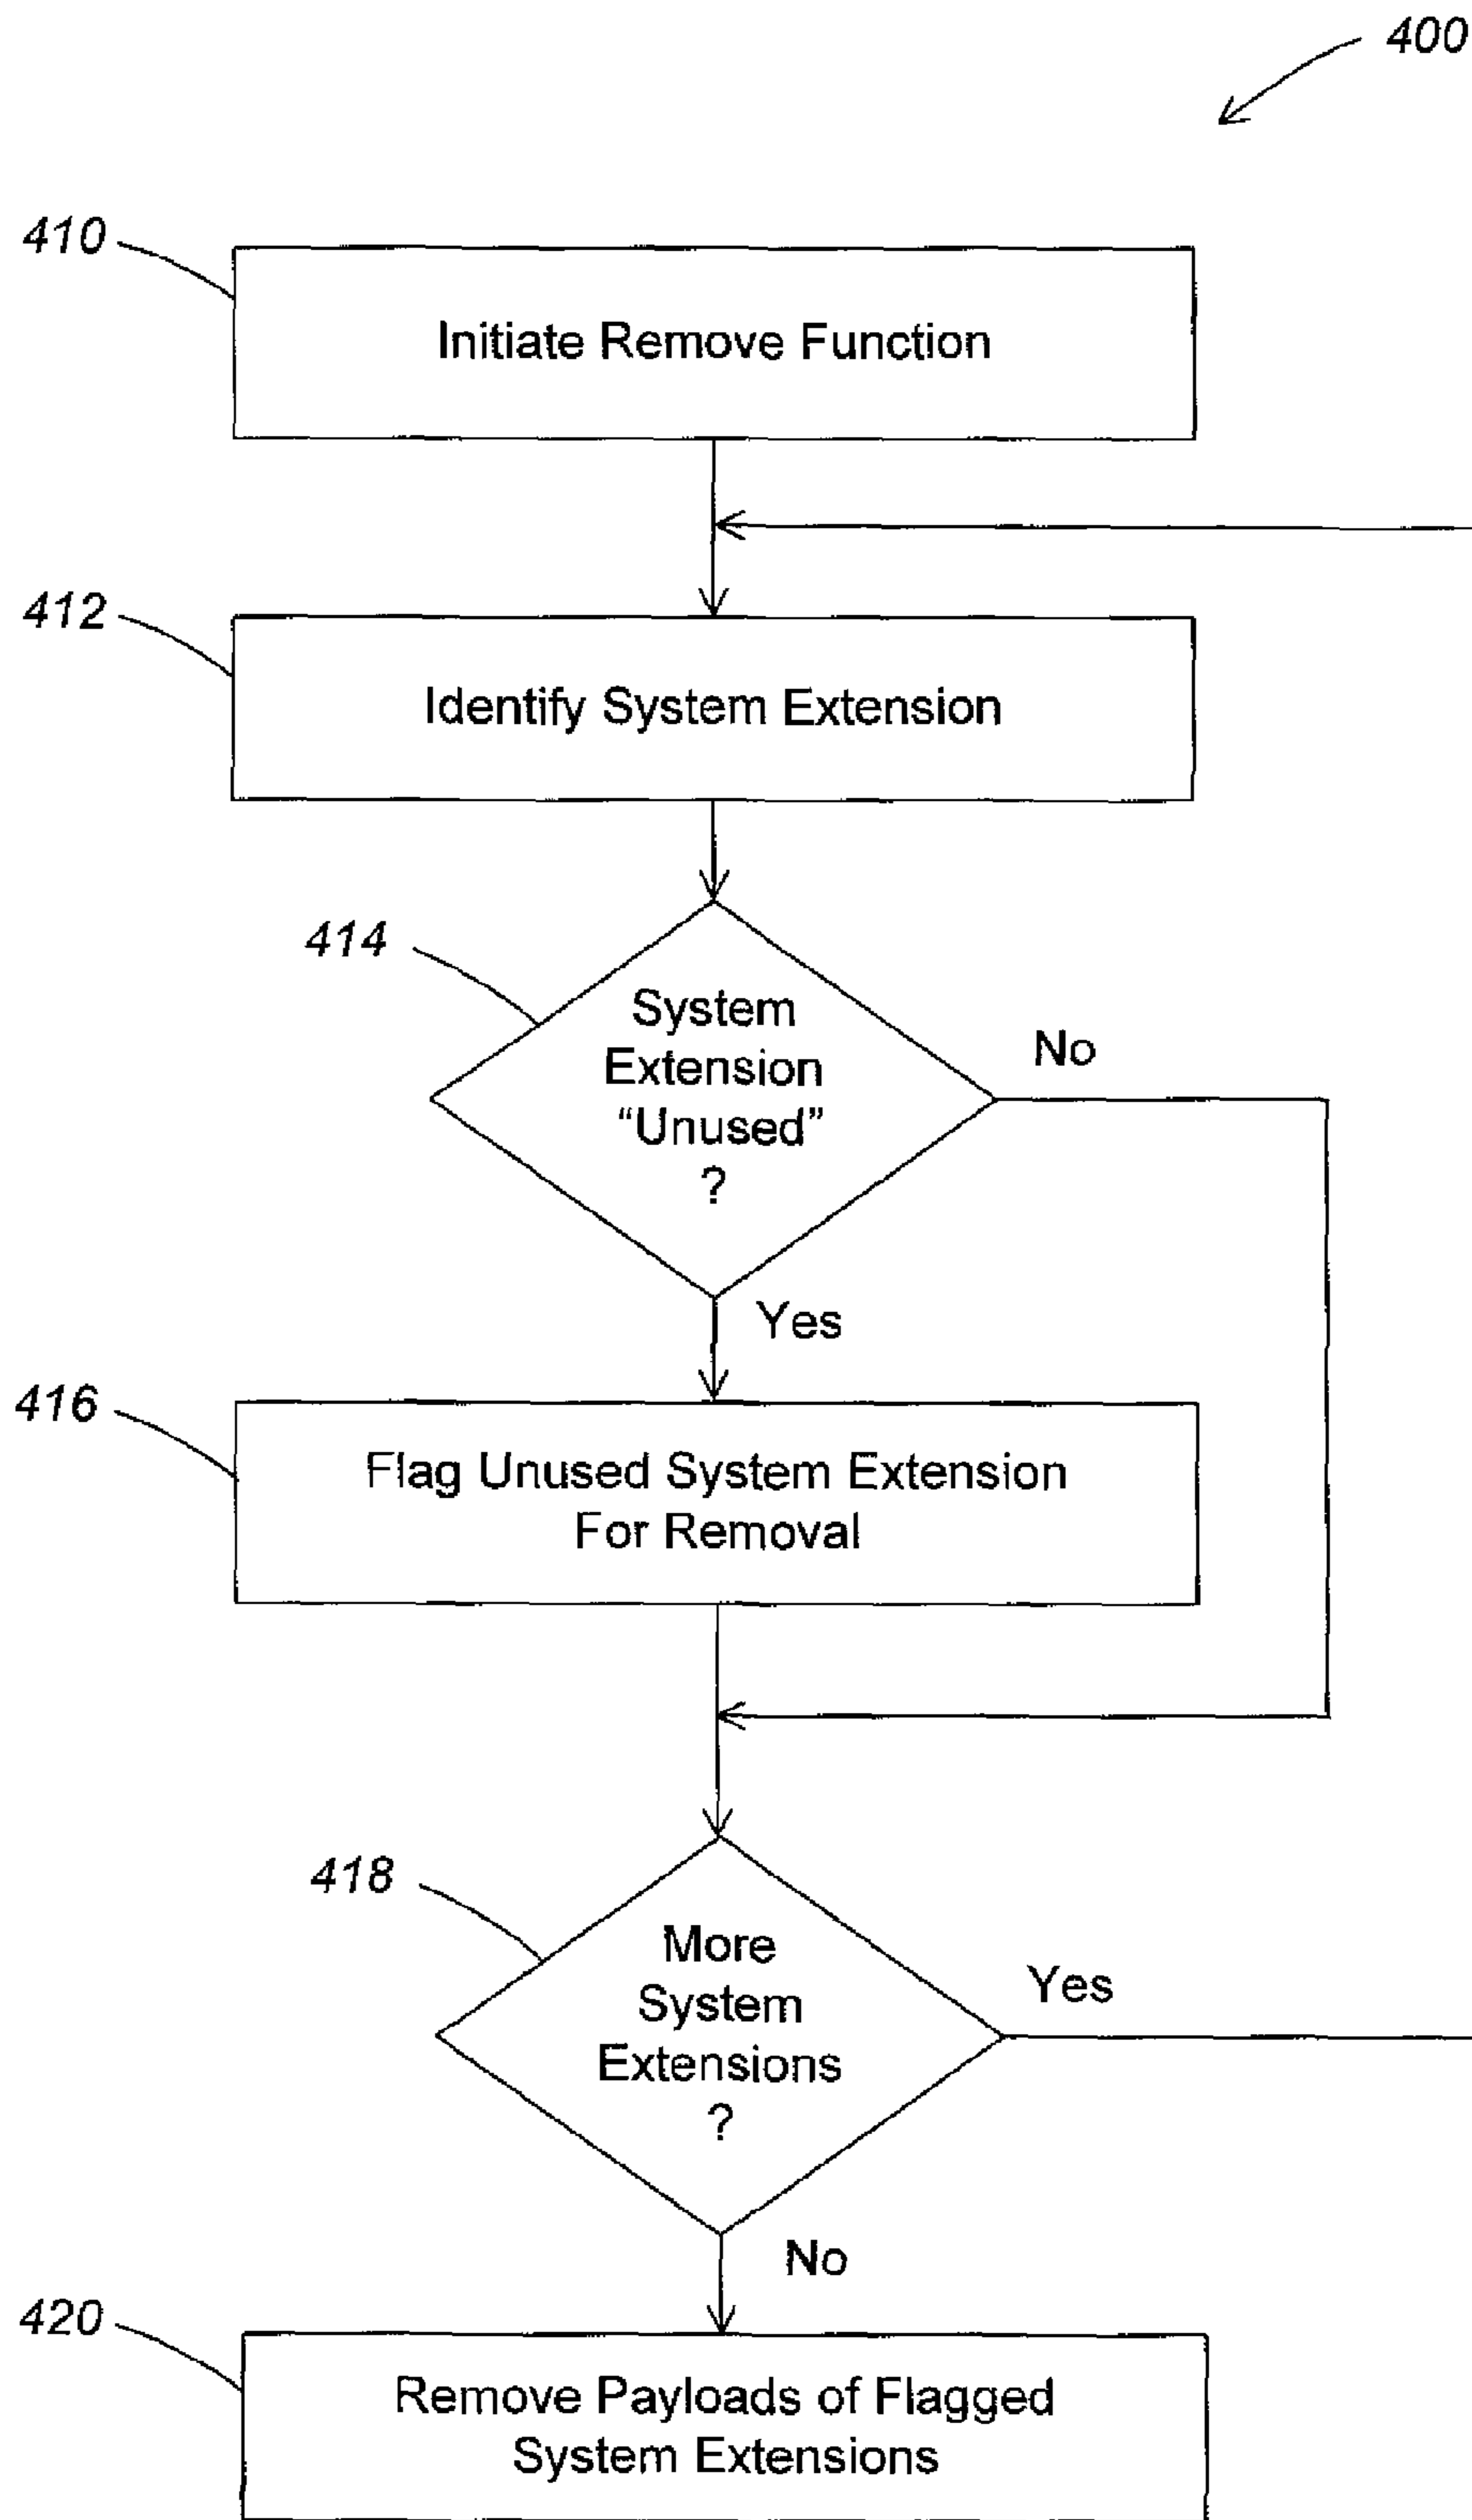 400
410
Initiate Remove Function
412
Identify System Extension
414
System
Extension
“Unused”
?
No
Yes
416
Flag Unused System Extension
For Removal
418
More
System
Extensions
?
Yes
No
420
Remove Payloads of Flagged
System Extensions